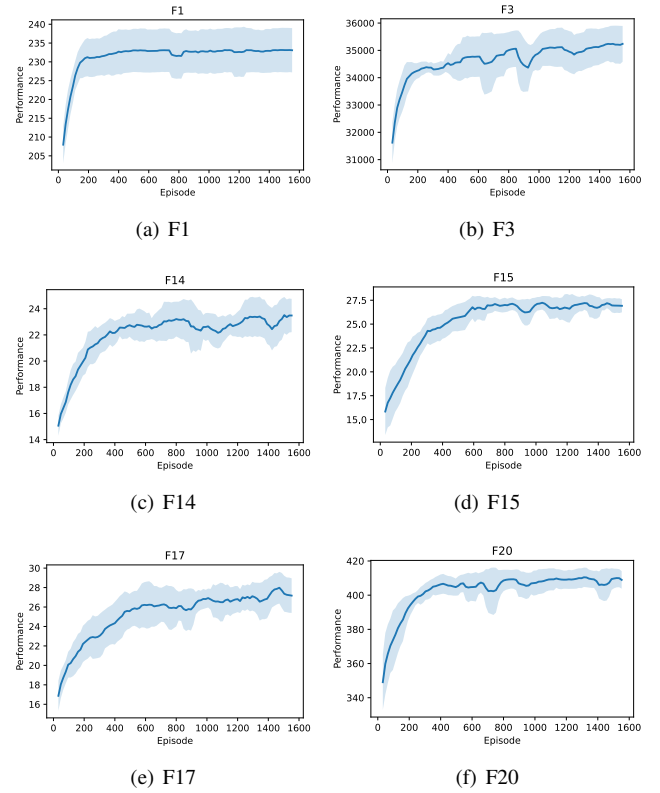 F1
Performance
235
230
225
220
215
210
205
0 200 400 600 800 1000 1200 1400 1600
Episode
(a) F1
F3
Performance
35000
34000
33000
32000
31000
0 200 400 600 800 1000 1200 1400 1600
Episode
(b) F3
F14
Performance
24
22
20
18
16
14
0 200 400 600 800 1000 1200 1400 1600
Episode
(c) F14
F15
Performance
27.5
25.0
22.5
20.0
17.5
15.0
0 200 400 600 800 1000 1200 1400 1600
Episode
(d) F15
F17
Performance
30
28
26
24
22
20
18
16
0 200 400 600 800 1000 1200 1400 1600
Episode
(e) F17
F20
Performance
420
400
380
360
340
0 200 400 600 800 1000 1200 1400 1600
Episode
(f) F20